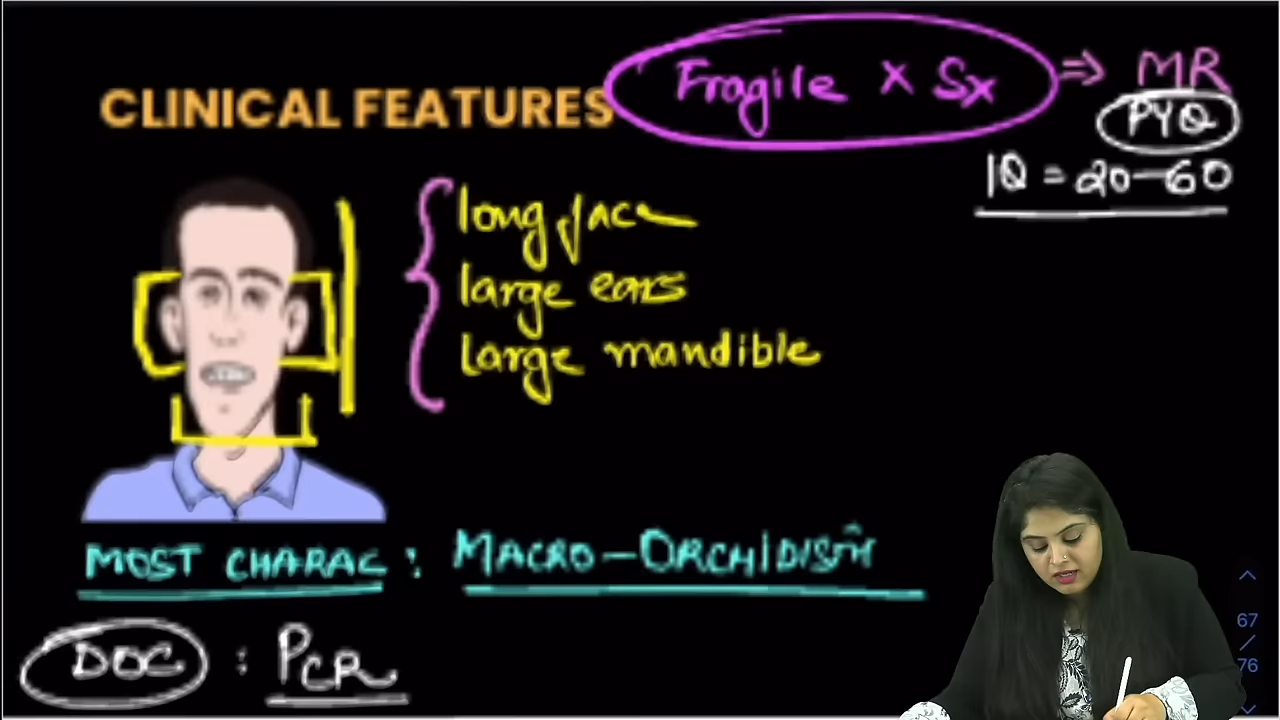 CLINICAL FEATURES
Fragile X Sx ⇒ MR
PYQ
IQ = 20-60
long face
large ears
large mandible
MOST CHARAC : MACRO-ORCHIDISM
DOC : PCR
67
/
76